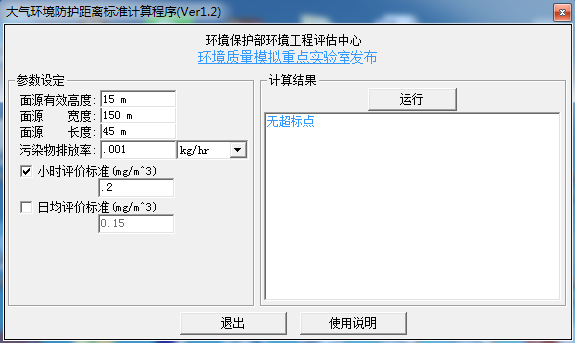 大气环境防护距离标准计算程序(Ver1.2)
环境保护部环境工程评估中心
环境质量模拟重点实验室发布
参数设定
面源有效高度: 15 m
面源 宽度: 150 m
面源 长度: 45 m
污染物排放率: .001 kg/hr
小时评价标准(mg/m^3)
.2
日均评价标准(mg/m^3)
0.15
计算结果
运行
无超标点
退出
使用说明